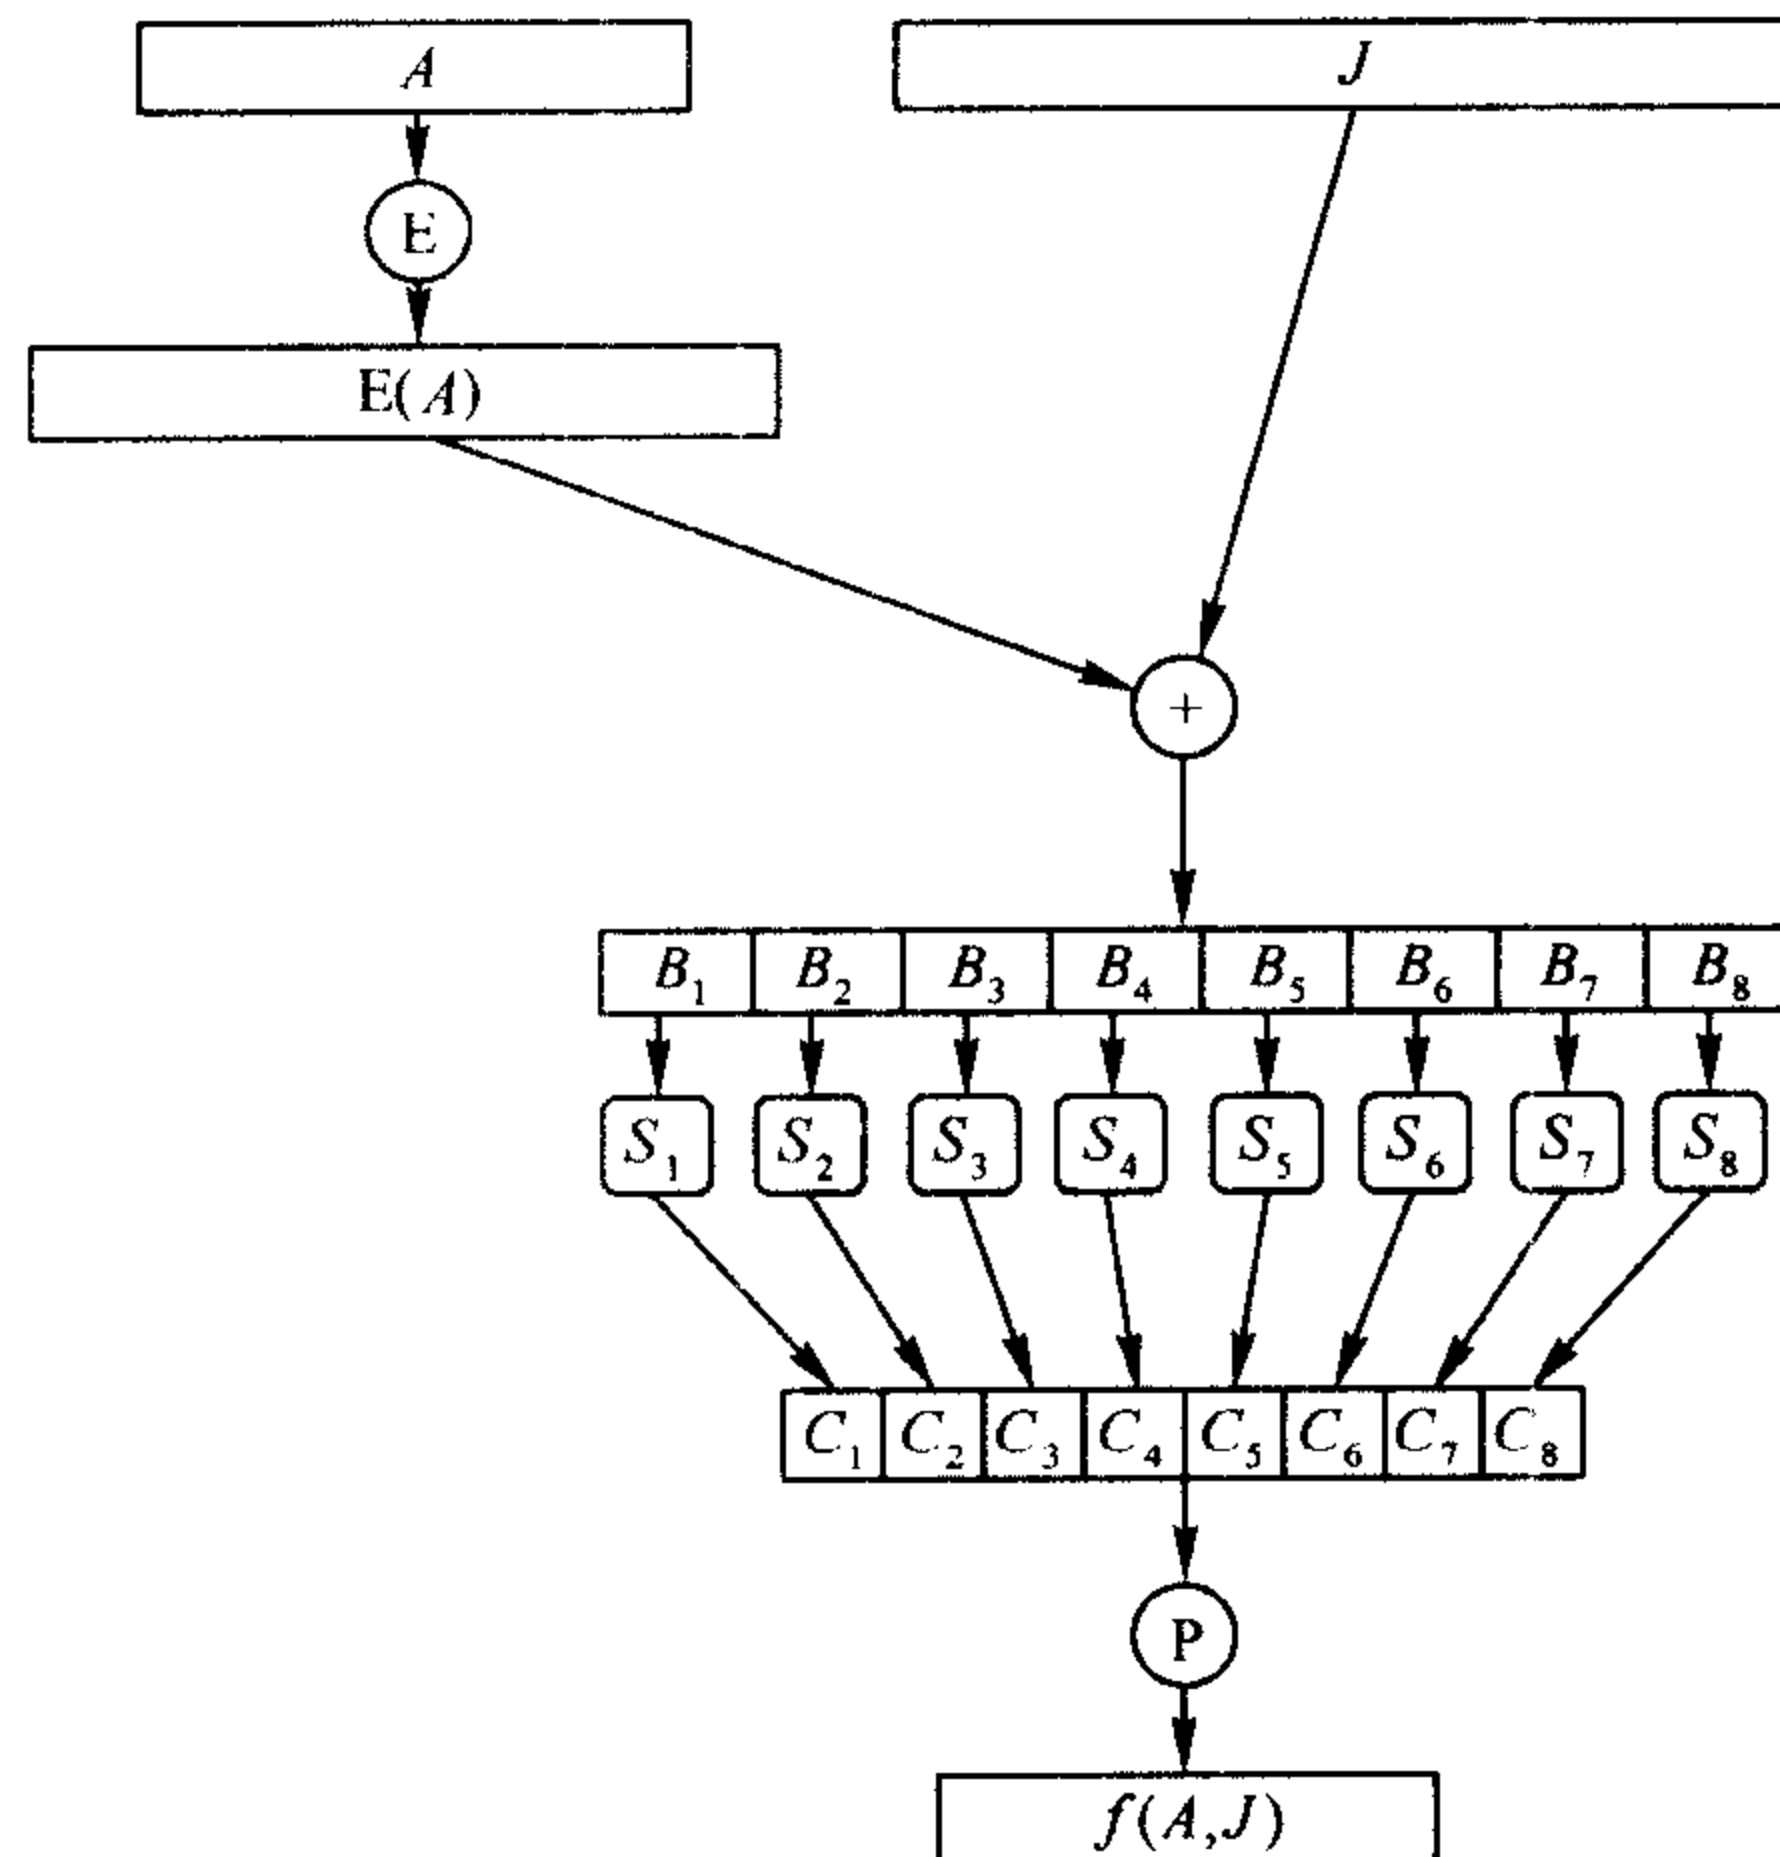 A J
E
E(A)
+
B₁ B₂ B₃ B₄ B₅ B₆ B₇ B₈
S₁ S₂ S₃ S₄ S₅ S₆ S₇ S₈
C₁ C₂ C₃ C₄ C₅ C₆ C₇ C₈
P
f(A,J)